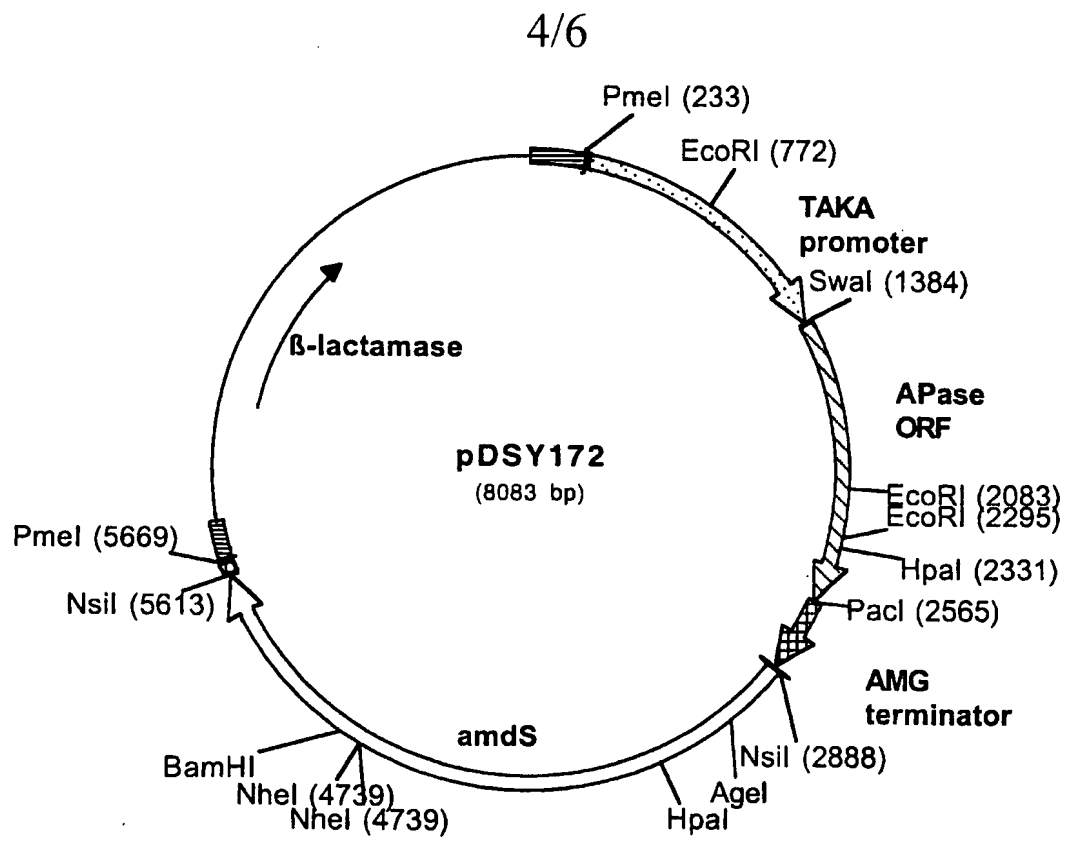 4/6
PmeI (233)
EcoRI (772)
TAKA
promoter
SwaI (1384)
ß-lactamase
APase
ORF
pDSY172
(8083 bp)
EcoRI (2083)
EcoRI (2295)
PmeI (5669)
HpaI (2331)
NsiI (5613)
PacI (2565)
AMG
terminator
amdS
NsiI (2888)
BamHI
AgeI
NheI (4739)
NheI (4739)
HpaI